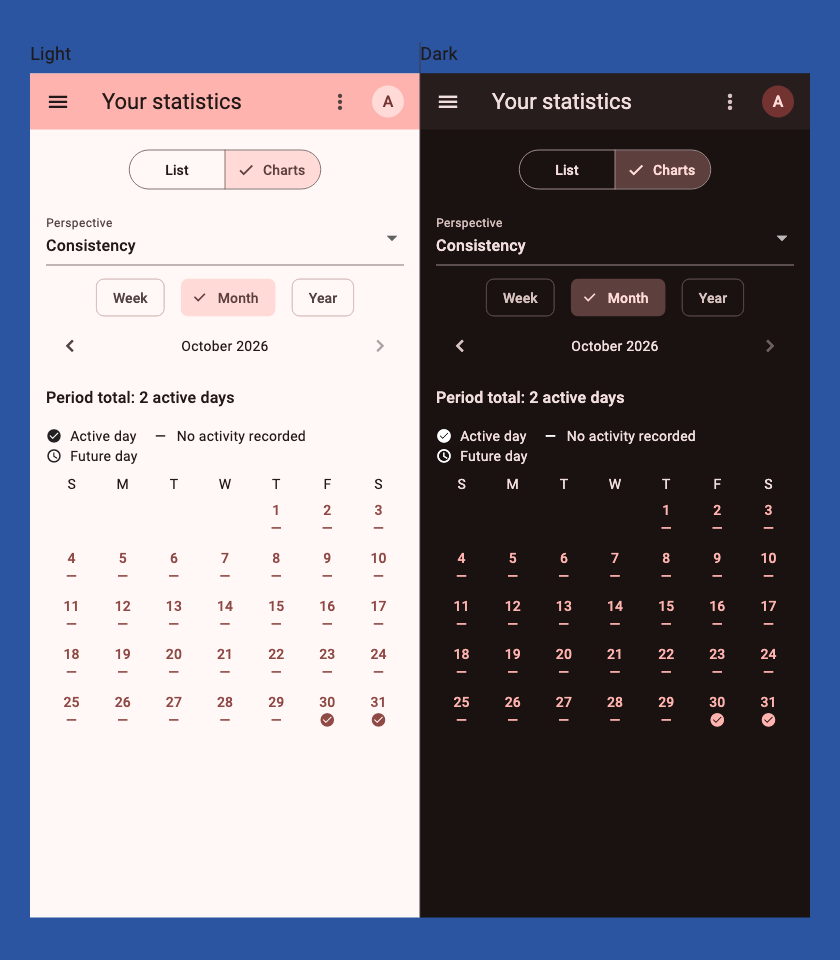 Light
Your statistics
A
List
Charts
Perspective
Consistency
Week
Month
Year
October 2026
Period total: 2 active days
Active day
No activity recorded
Future day
S M T W T F S
1 2 3
4 5 6 7 8 9 10
11 12 13 14 15 16 17
18 19 20 21 22 23 24
25 26 27 28 29 30 31
Dark
Your statistics
A
List
Charts
Perspective
Consistency
Week
Month
Year
October 2026
Period total: 2 active days
Active day
No activity recorded
Future day
S M T W T F S
1 2 3
4 5 6 7 8 9 10
11 12 13 14 15 16 17
18 19 20 21 22 23 24
25 26 27 28 29 30 31